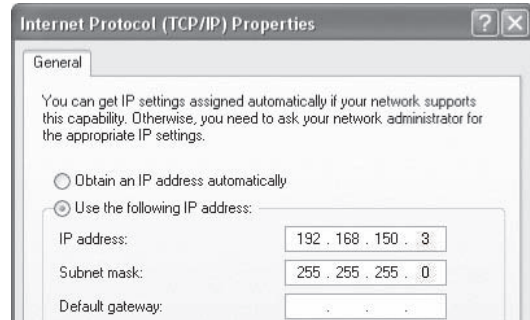 Internet Protocol (TCP/IP) Properties
General
You can get IP settings assigned automatically if your network supports
this capability. Otherwise, you need to ask your network administrator for
the appropriate IP settings.
Obtain an IP address automatically
Use the following IP address:
IP address: 192 . 168 . 150 . 3
Subnet mask: 255 . 255 . 255 . 0
Default gateway: . . .